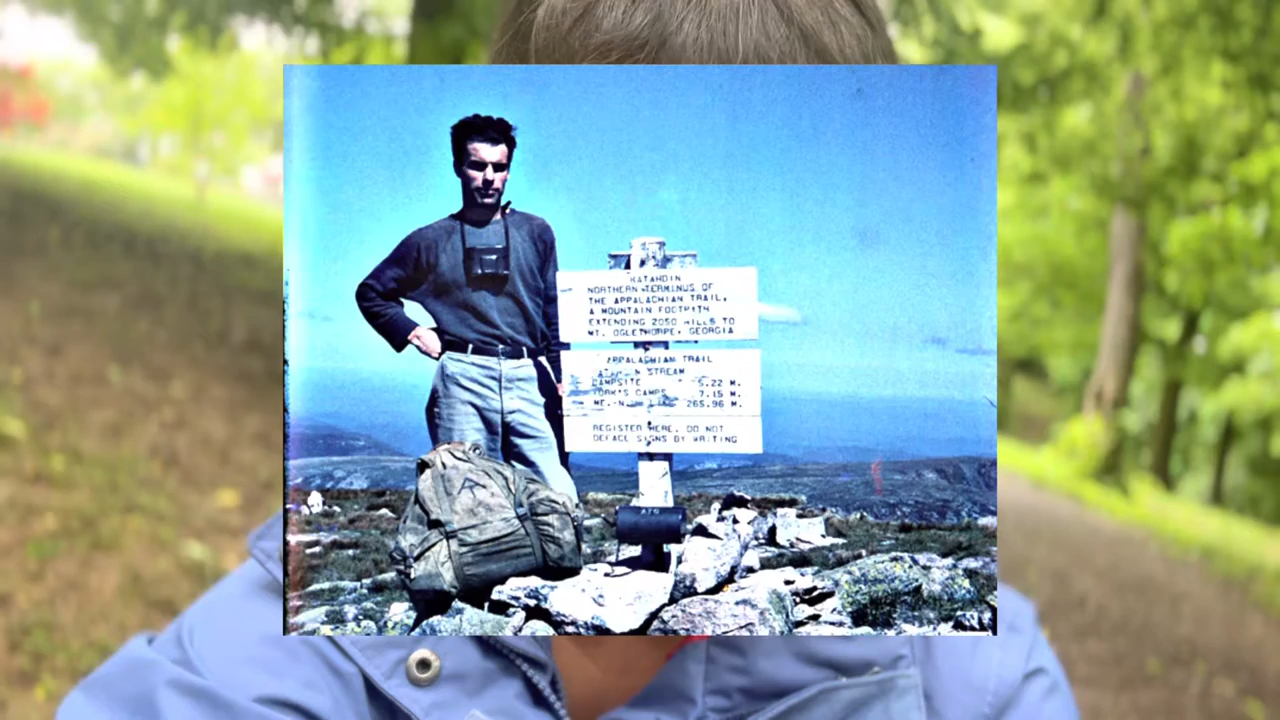 KATAHDIN
NORTHERN TERMINUS OF
THE APPALACHIAN TRAIL,
A MOUNTAIN FOOTPATH
EXTENDING 2050 MILES TO
MT. OGLETHORPE, GEORGIA
APPALACHIAN TRAIL
STREAM
CAMPSITE 5.22 M.
YORK'S CAMPS 7.15 M.
265.96 M.
REGISTER HERE. DO NOT
DEFACE SIGNS BY WRITING